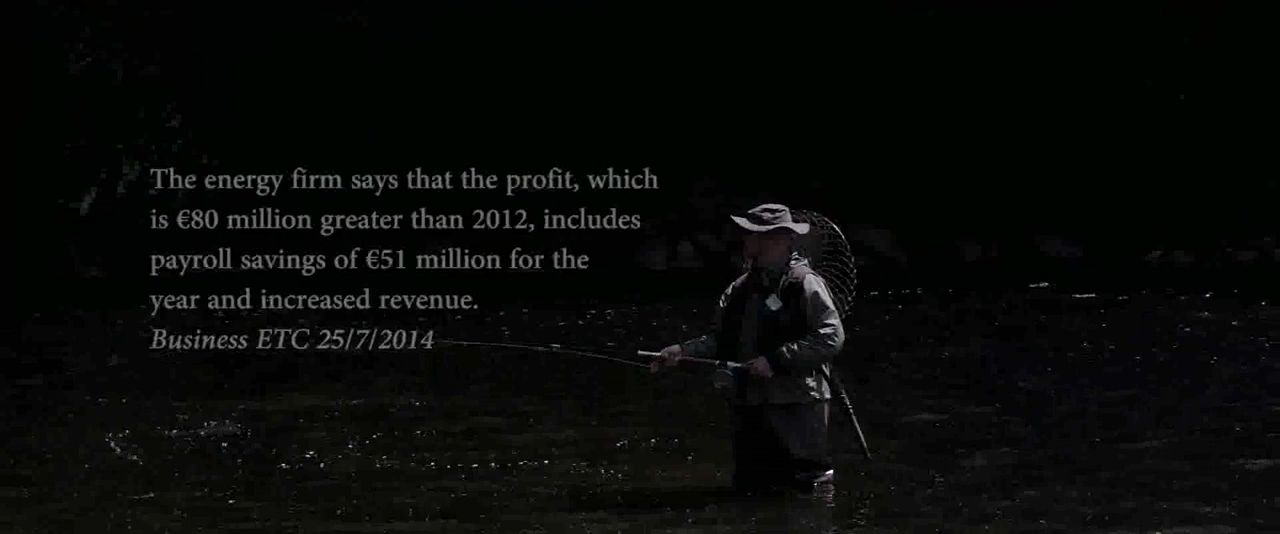 The energy firm says that the profit, which
is €80 million greater than 2012, includes
payroll savings of €51 million for the
year and increased revenue.
Business ETC 25/7/2014